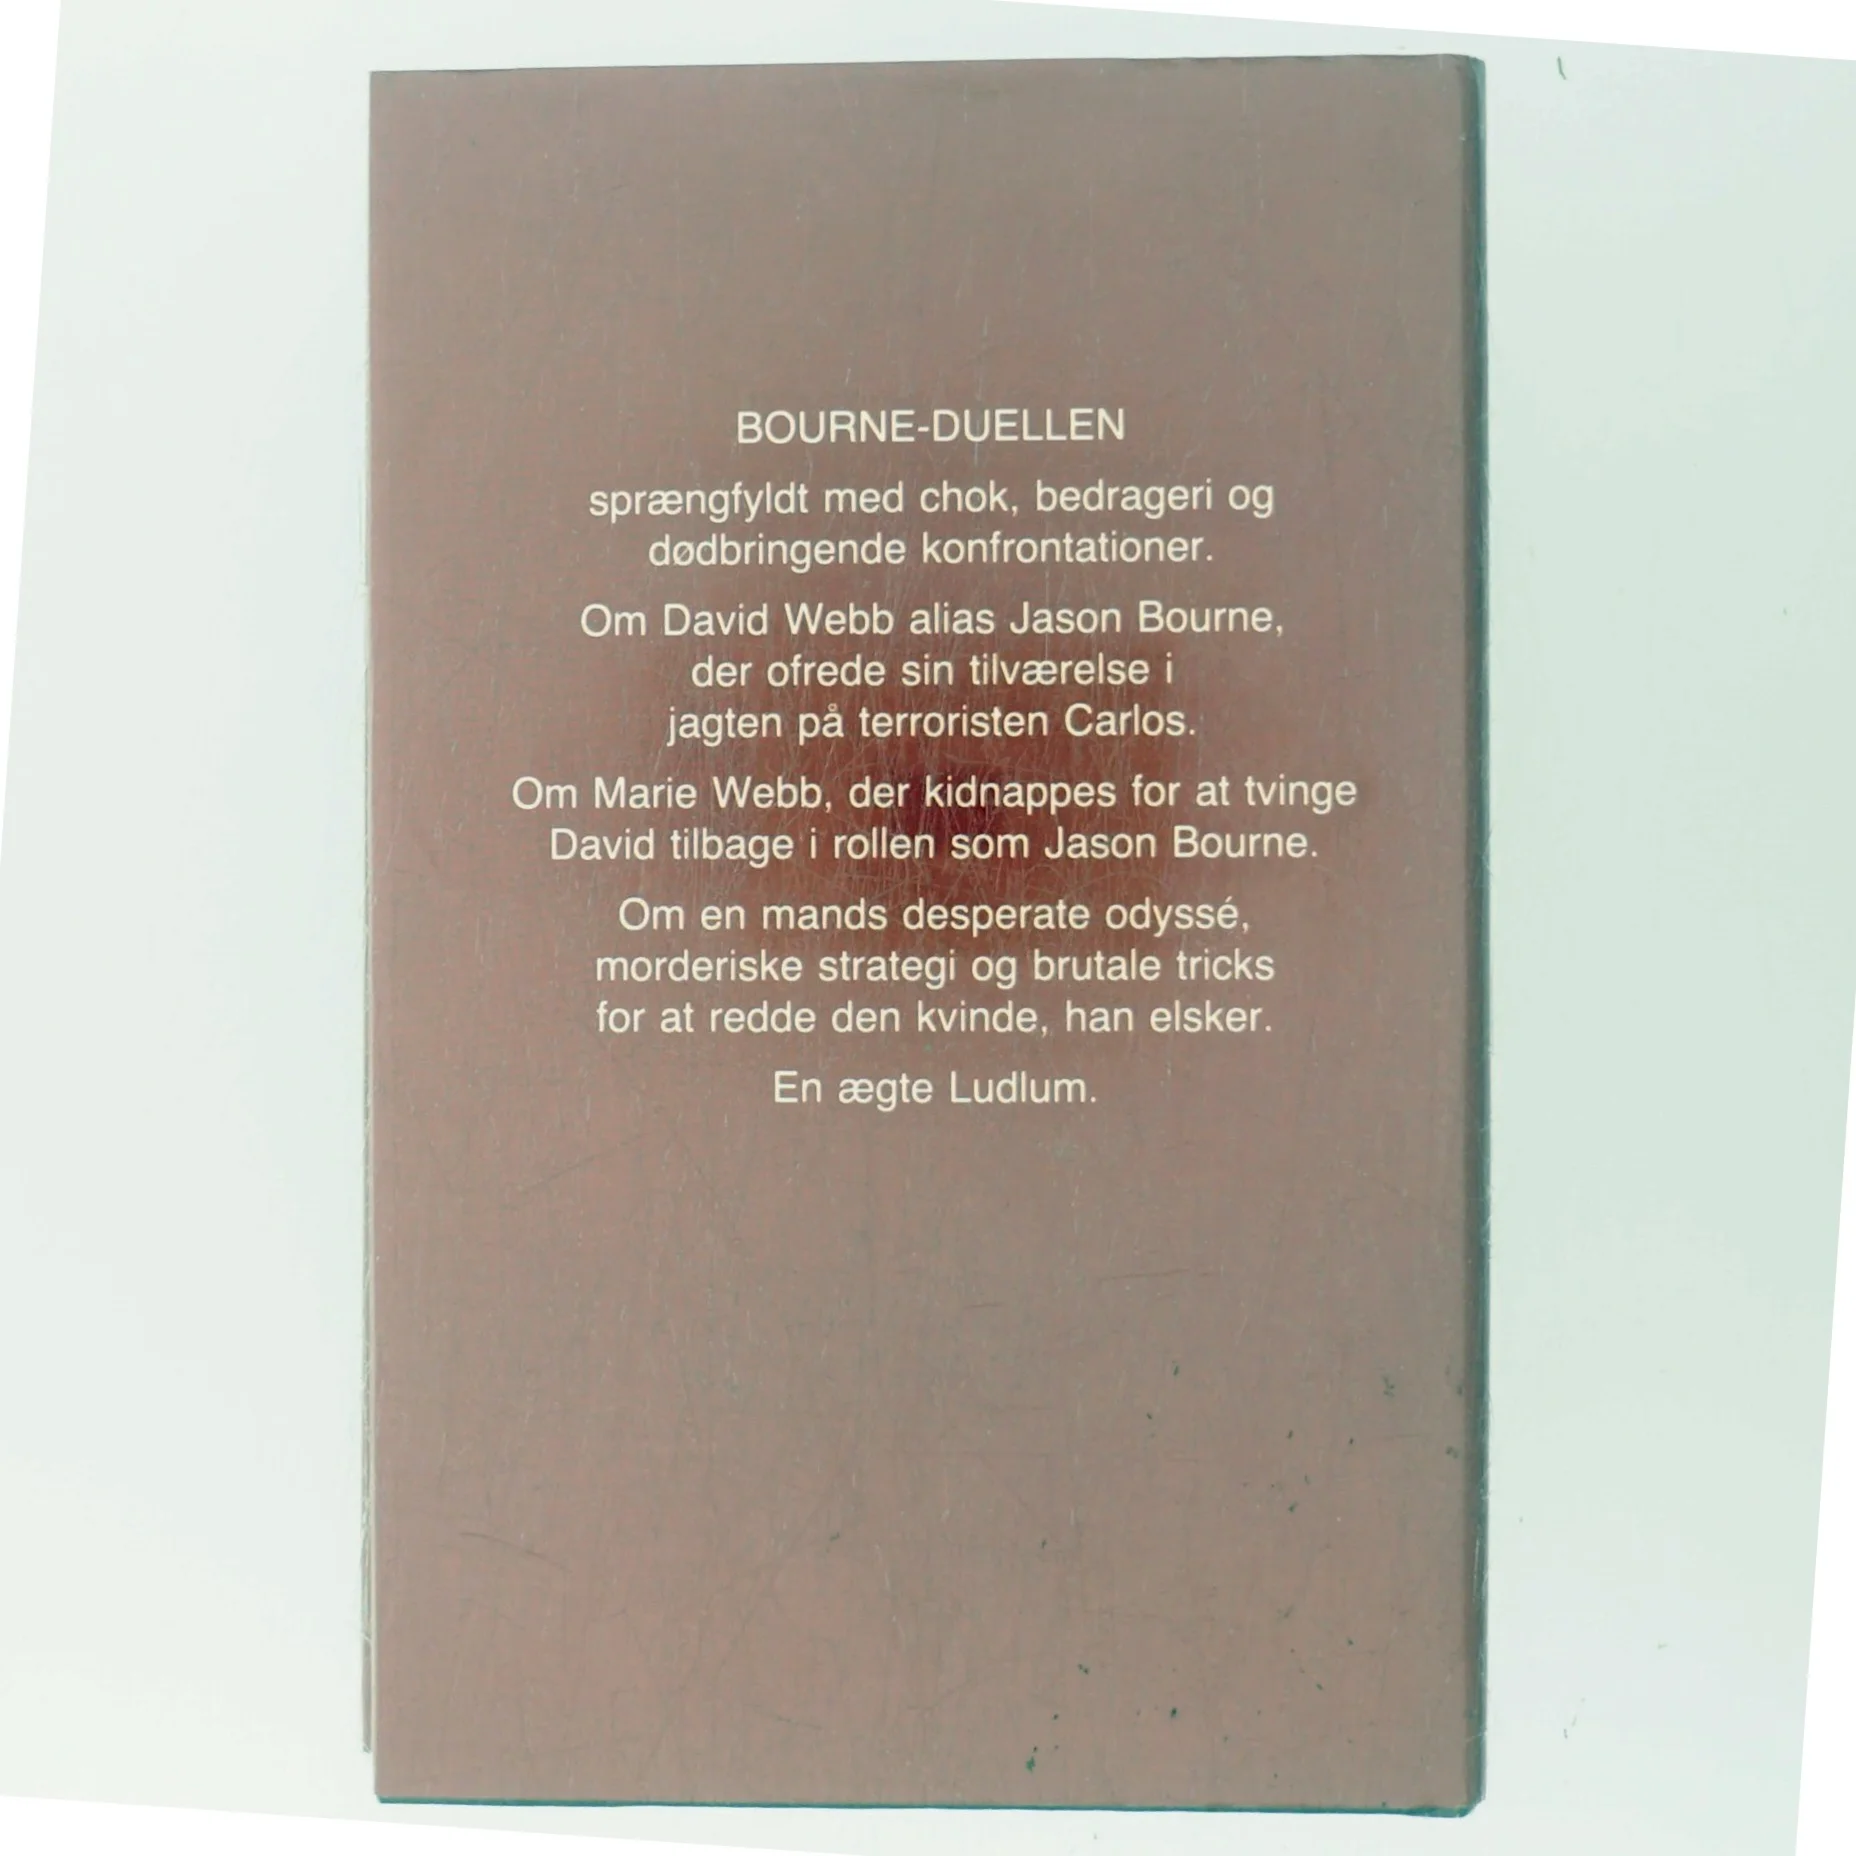 BOURNE-DUELLEN
sprængfyldt med chok, bedrageri og
dødbringende konfrontationer.
Om David Webb alias Jason Bourne,
der ofrede sin tilværelse i
jagten på terroristen Carlos.
Om Marie Webb, der kidnappes for at tvinge
David tilbage i rollen som Jason Bourne.
Om en mands desperate odyssé,
morderiske strategi og brutale tricks
for at redde den kvinde, han elsker.
En ægte Ludlum.